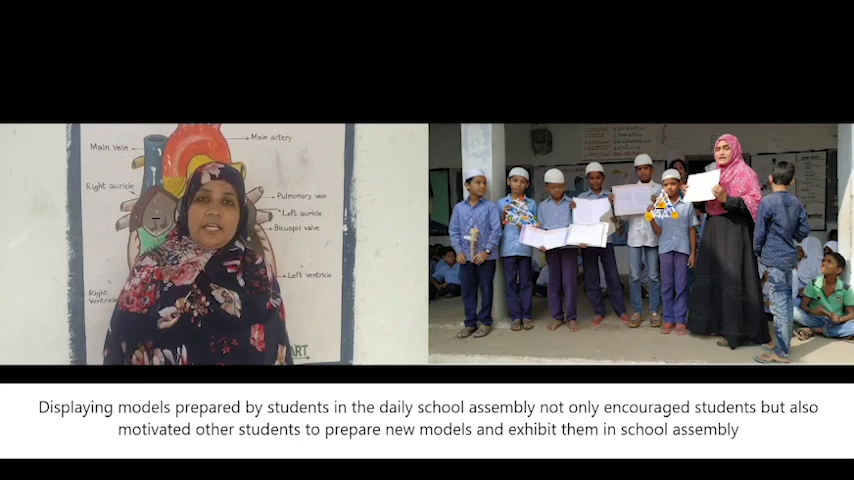 Main artery
Main vein
Right auricle
Pulmonary vein
Left auricle
Bicuspid valve
Left ventricle
Right
ventricle
ART
Displaying models prepared by students in the daily school assembly not only encouraged students but also
motivated other students to prepare new models and exhibit them in school assembly